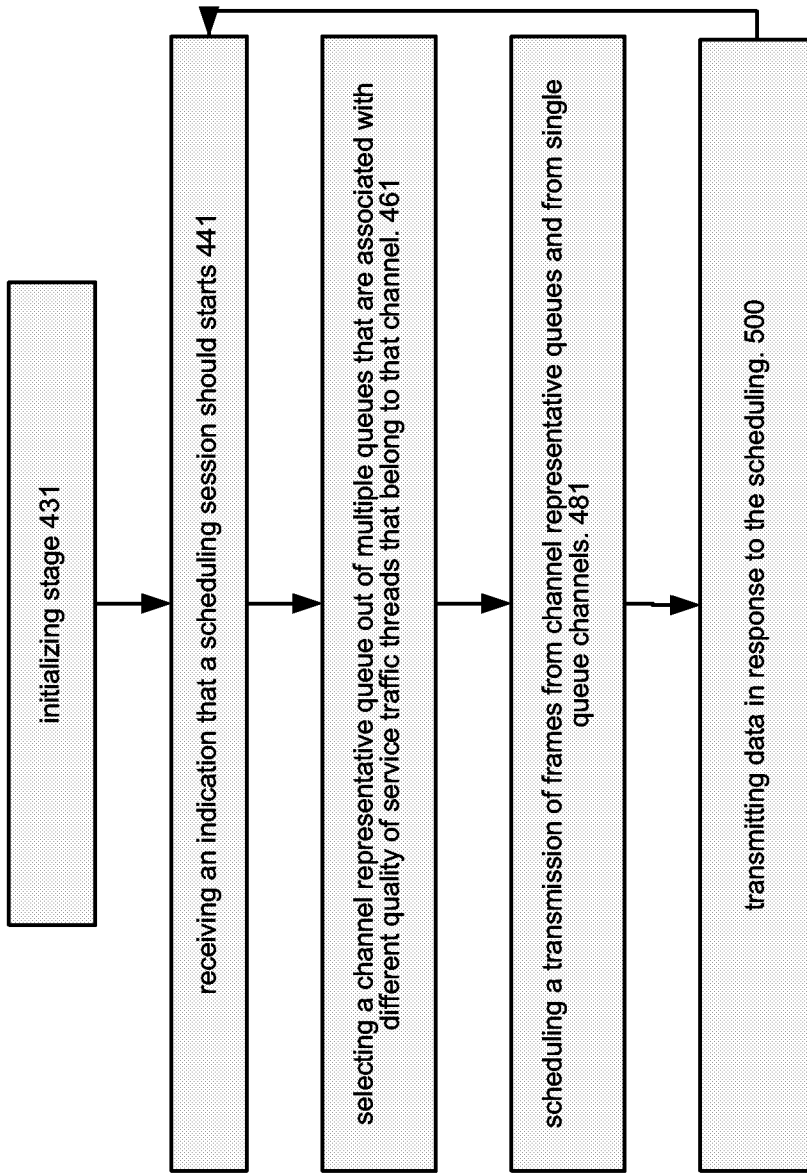 initializing stage 431
receiving an indication that a scheduling session should starts 441
selecting a channel representative queue out of multiple queues that are associated with
different quality of service traffic threads that belong to that channel. 461
scheduling a transmission of frames from channel representative queues and from single
queue channels. 481
transmitting data in response to the scheduling. 500